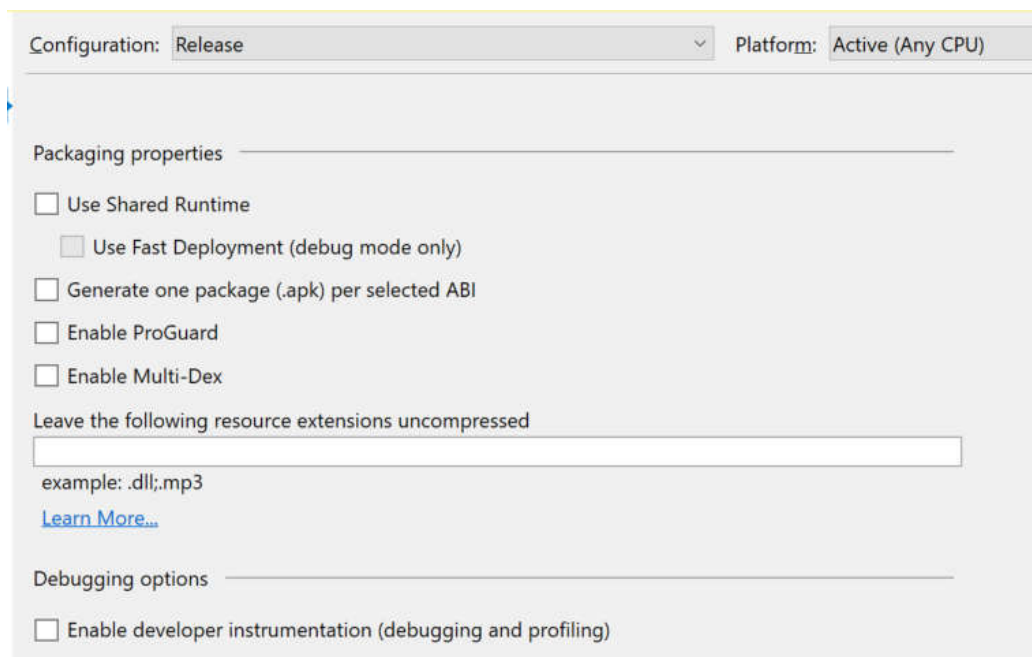 Configuration: Release Platform: Active (Any CPU)
Packaging properties
Use Shared Runtime
Use Fast Deployment (debug mode only)
Generate one package (.apk) per selected ABI
Enable ProGuard
Enable Multi-Dex
Leave the following resource extensions uncompressed
example: .dll;.mp3
Learn More...
Debugging options
Enable developer instrumentation (debugging and profiling)